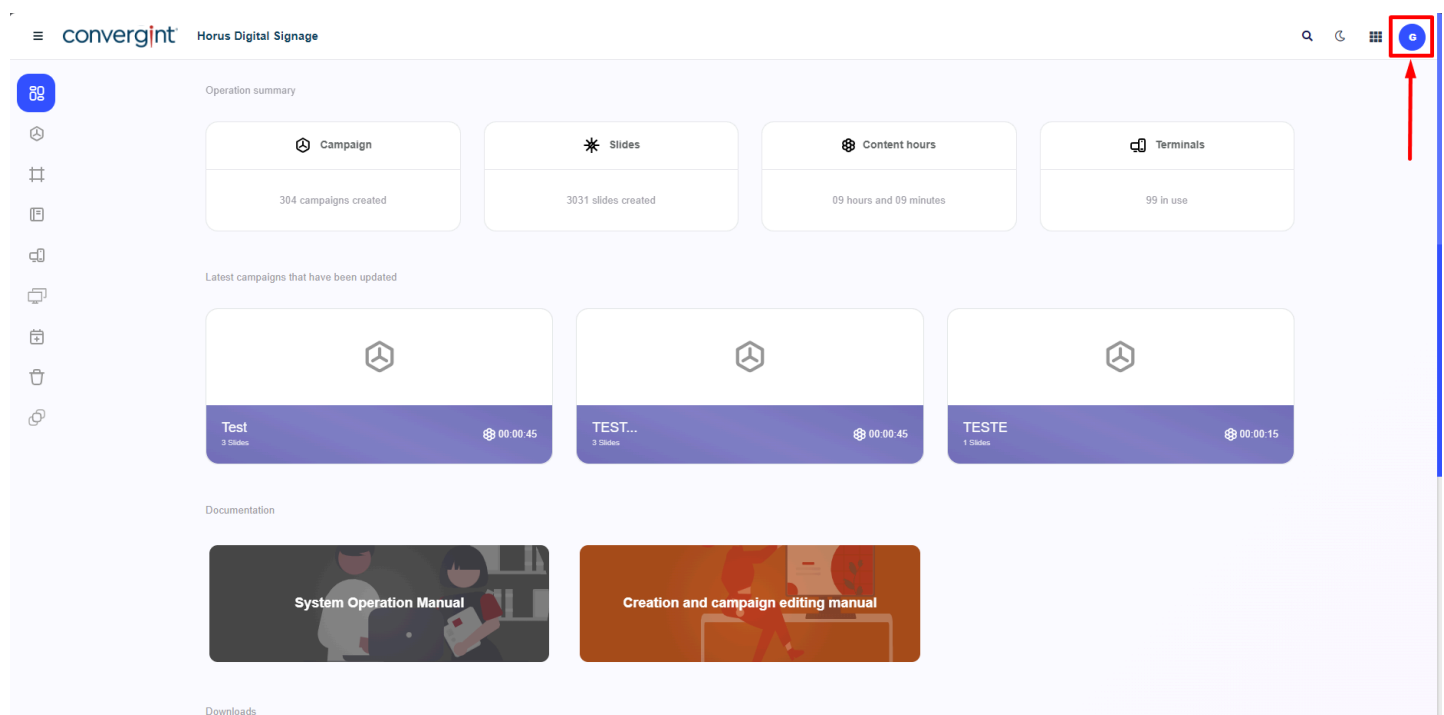 convergint Horus Digital Signage G
Operation summary
Campaign
304 campaigns created
Slides
3031 slides created
Content hours
09 hours and 09 minutes
Terminals
99 in use
Latest campaigns that have been updated
Test
3 Slides
00:00:45
TEST...
3 Slides
00:00:45
TESTE
1 Slides
00:00:15
Documentation
System Operation Manual
Creation and campaign editing manual
Downloads